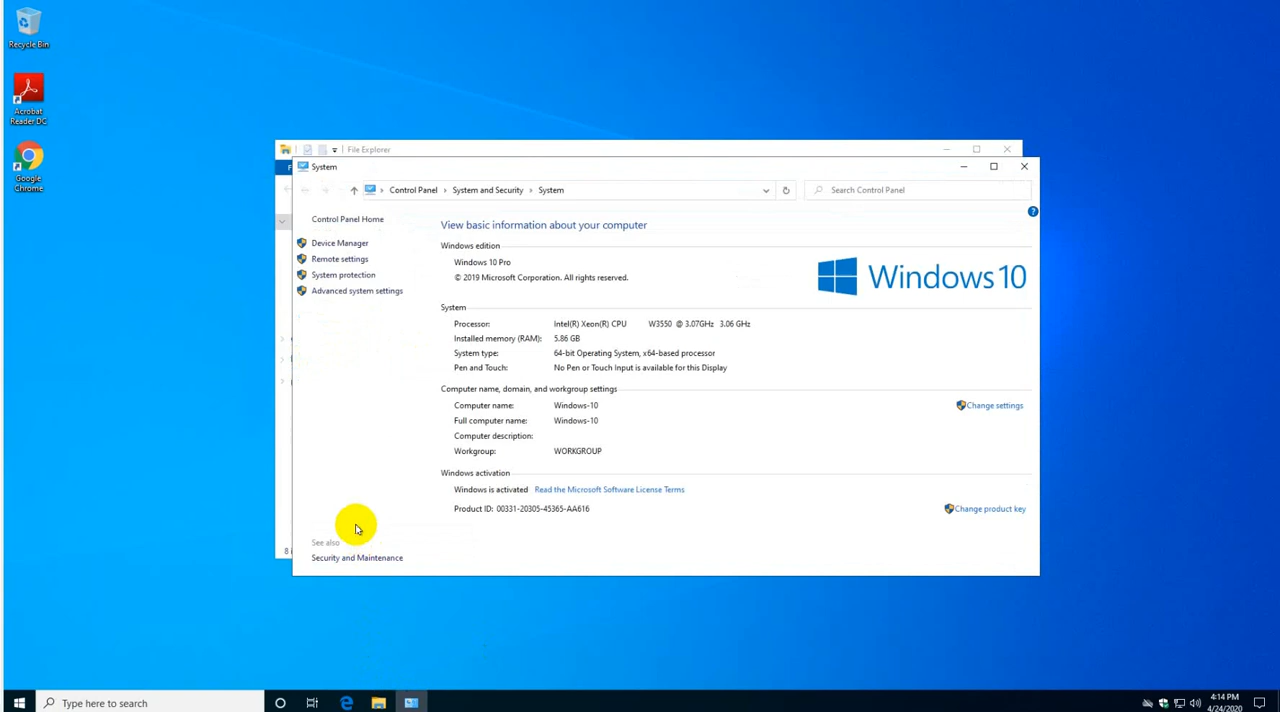 Recycle Bin
Acrobat
Reader DC
Google
Chrome
File Explorer
System
Control Panel › System and Security › System
Search Control Panel
Control Panel Home
Device Manager
Remote settings
System protection
Advanced system settings
View basic information about your computer
Windows edition
Windows 10 Pro
© 2019 Microsoft Corporation. All rights reserved.
Windows 10
System
Processor: Intel(R) Xeon(R) CPU W3550 @ 3.07GHz 3.06 GHz
Installed memory (RAM): 5.86 GB
System type: 64-bit Operating System, x64-based processor
Pen and Touch: No Pen or Touch Input is available for this Display
Computer name, domain, and workgroup settings
Computer name: Windows-10
Change settings
Full computer name: Windows-10
Computer description:
Workgroup: WORKGROUP
Windows activation
Windows is activated Read the Microsoft Software License Terms
Product ID: 00331-20305-45365-AA616
Change product key
See also
Security and Maintenance
Type here to search
4:14 PM
4/24/2020